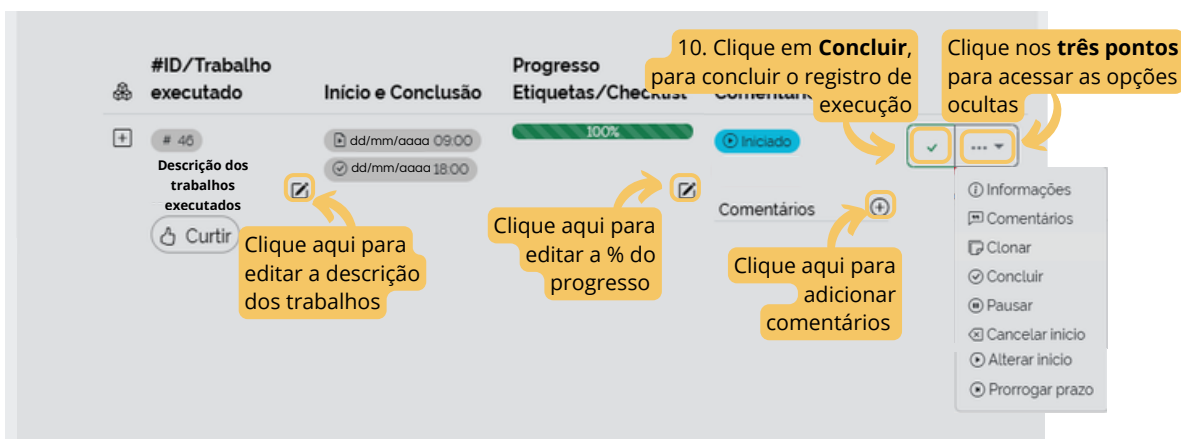 10. Clique em Concluir,
para concluir o registro de
execução
Clique nos três pontos
para acessar as opções
ocultas
#ID/Trabalho
executado
Início e Conclusão
Progresso
Etiquetas/Checklist
# 46
Descrição dos
trabalhos
executados
Curtir
dd/mm/aaaa 09:00
dd/mm/aaaa 18:00
100%
Iniciado
Comentários
Clique aqui para
editar a descrição
dos trabalhos
Clique aqui para
editar a % do
progresso
Clique aqui para
adicionar
comentários
Informações
Comentários
Clonar
Concluir
Pausar
Cancelar inicio
Alterar inicio
Prorrogar prazo